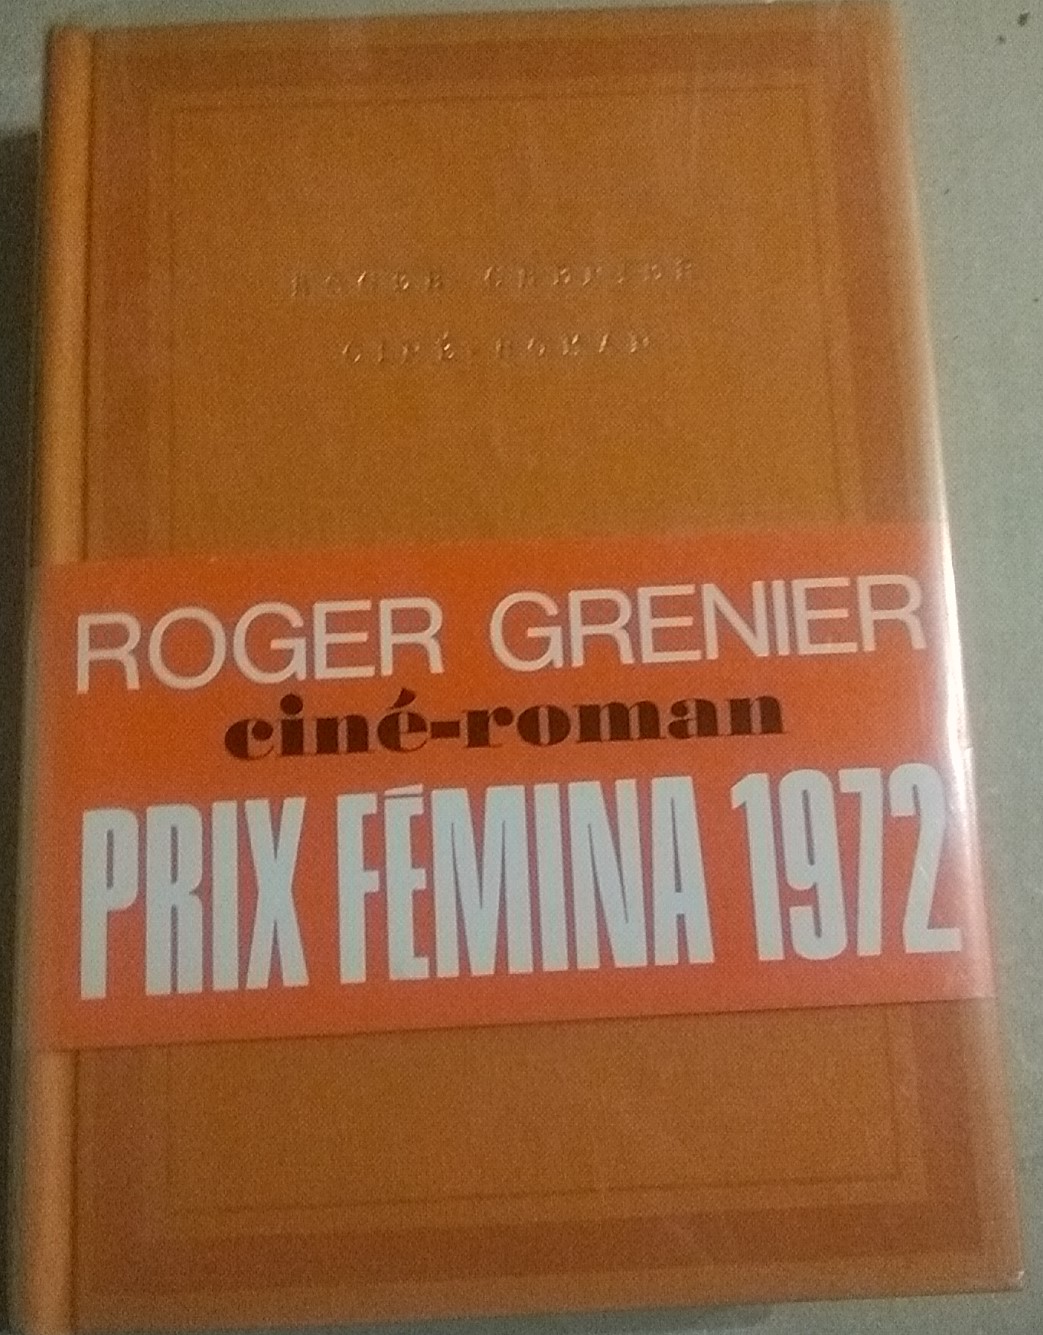 ROGER GRENIER
CINÉ-ROMAN
ROGER GRENIER
ciné-roman
PRIX FÉMINA 1972